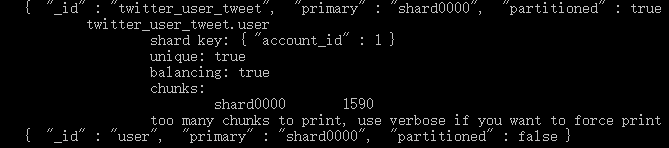 {  "_id" : "twitter_user_tweet",  "primary" : "shard0000",  "partitioned" : true
twitter_user_tweet.user
shard key: { "account_id" : 1 }
unique: true
balancing: true
chunks:
shard0000       1590
too many chunks to print, use verbose if you want to force print
{  "_id" : "user",  "primary" : "shard0000",  "partitioned" : false }